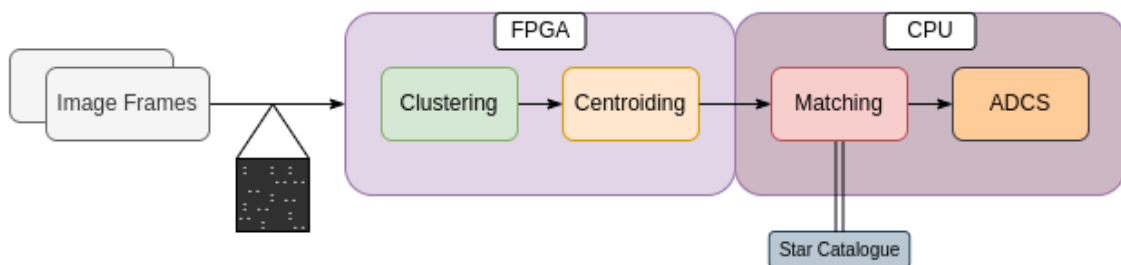 FPGA
CPU
Image Frames
Clustering
Centroiding
Matching
ADCS
Star Catalogue